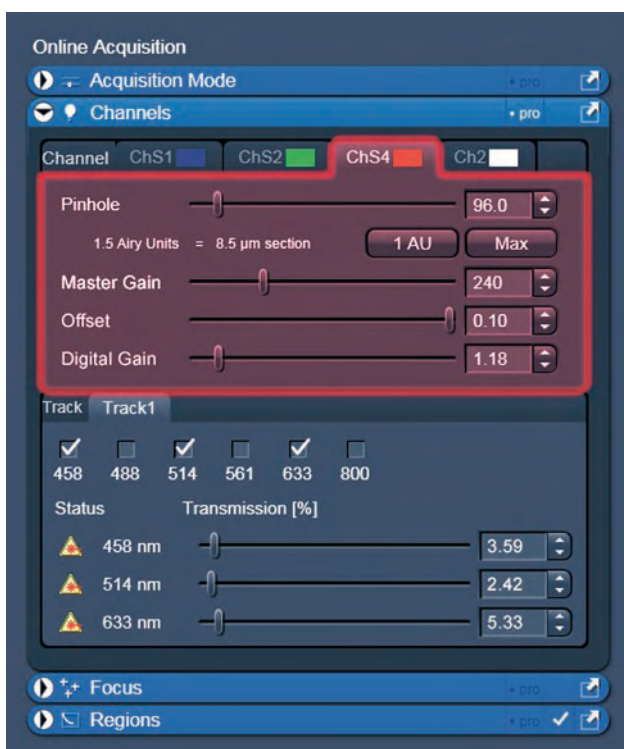 Online Acquisition
Acquisition Mode • pro
Channels • pro
Channel ChS1 ChS2 ChS4 Ch2
Pinhole 96.0
1.5 Airy Units = 8.5 µm section 1 AU Max
Master Gain 240
Offset 0.10
Digital Gain 1.18
Track Track1
458 488 514 561 633 800
Status Transmission [%]
458 nm 3.59
514 nm 2.42
633 nm 5.33
Focus • pro
Regions • pro